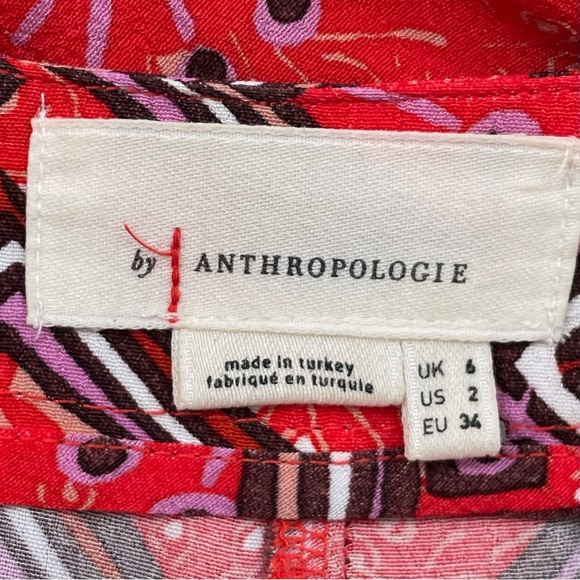 by ANTHROPOLOGIE
made in turkey
fabriqué en turquie
UK 6
US 2
EU 34